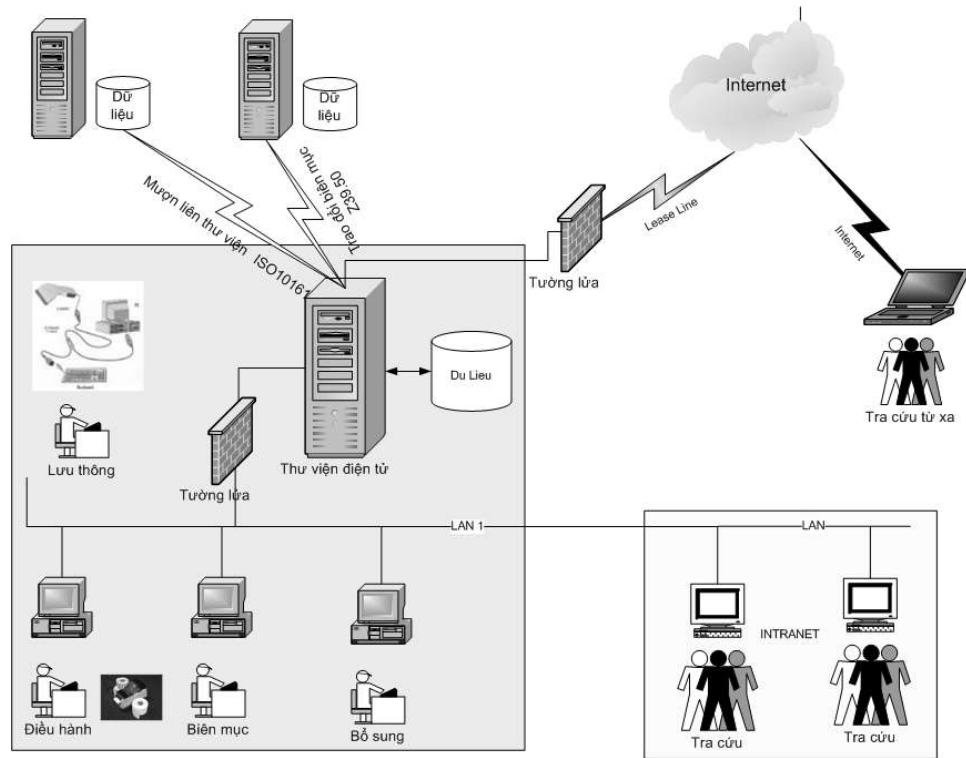 Dữ
liệu
Dữ
liệu
Internet
Mượn liên thư viện ISO10161
Trao đổi biên mục
Z39.50
Lease Line
Internet
Tường lửa
Du Lieu
Tra cứu từ xa
Lưu thông
Tường lửa
Thư viện điện tử
LAN 1
LAN
INTRANET
Điều hành
Biên mục
Bổ sung
Tra cứu
Tra cứu